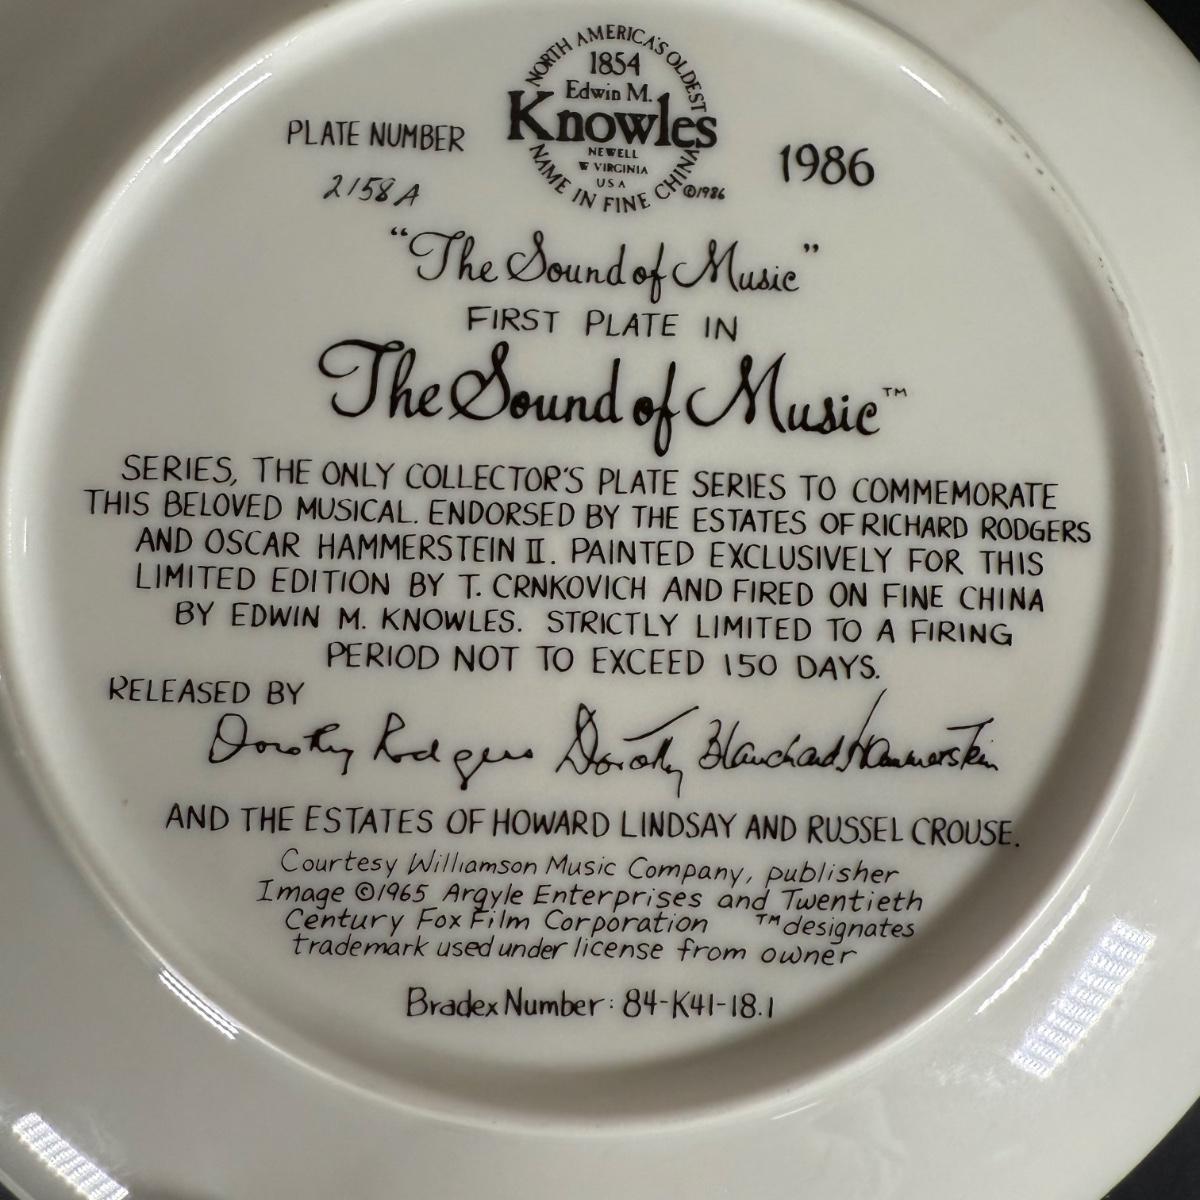 NORTH AMERICA'S OLDEST
1854
Edwin M.
Knowles
NEWELL
W VIRGINIA
USA
NAME IN FINE CHINA
©1986
PLATE NUMBER
2158A
1986
"The Sound of Music"
FIRST PLATE IN
The Sound of Music™
SERIES, THE ONLY COLLECTOR'S PLATE SERIES TO COMMEMORATE
THIS BELOVED MUSICAL. ENDORSED BY THE ESTATES OF RICHARD RODGERS
AND OSCAR HAMMERSTEIN II. PAINTED EXCLUSIVELY FOR THIS
LIMITED EDITION BY T. CRNKOVICH AND FIRED ON FINE CHINA
BY EDWIN M. KNOWLES. STRICTLY LIMITED TO A FIRING
PERIOD NOT TO EXCEED 150 DAYS.
RELEASED BY
Dorothy Rodgers Dorothy Blanchard Hammerstein
AND THE ESTATES OF HOWARD LINDSAY AND RUSSEL CROUSE.
Courtesy Williamson Music Company, publisher
Image ©1965 Argyle Enterprises and Twentieth
Century Fox Film Corporation ™ designates
trademark used under license from owner
Bradex Number: 84-K41-18.1